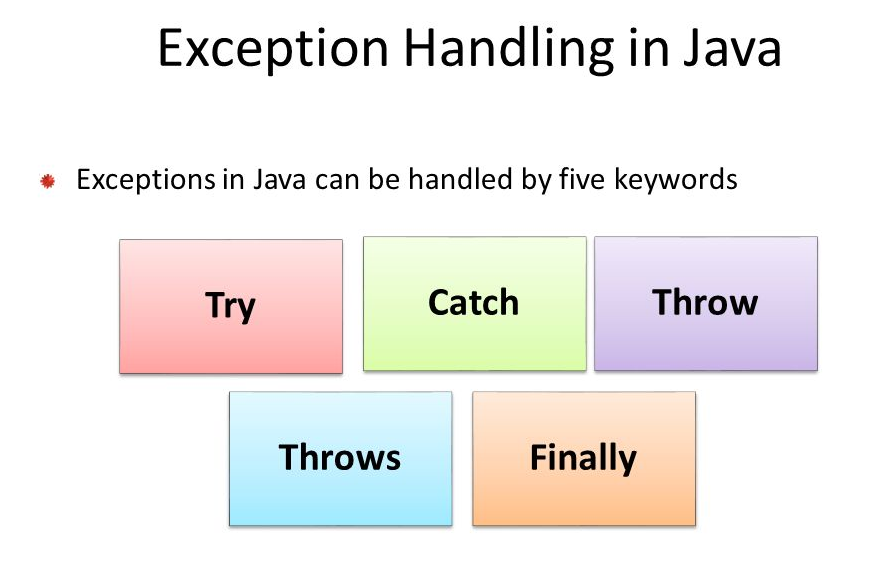 Exception Handling in Java
Exceptions in Java can be handled by five keywords
Try
Catch
Throw
Throws
Finally